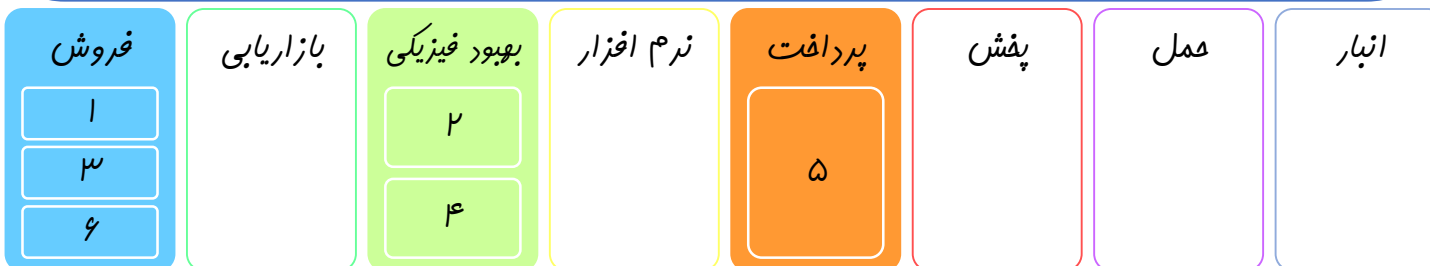 انبار
حمل
پخش
پرداخت
۵
نرم افزار
بهبود فیزیکی
۲
۴
بازاریابی
فروش
۱
۳
۶